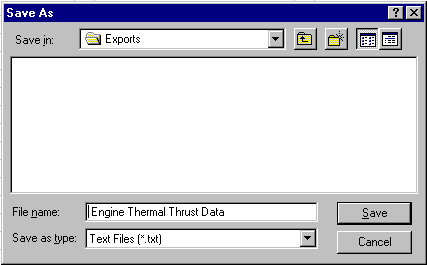 Save As
Save in: Exports
File name: Engine Thermal Thrust Data Save
Save as type: Text Files (*.txt) Cancel